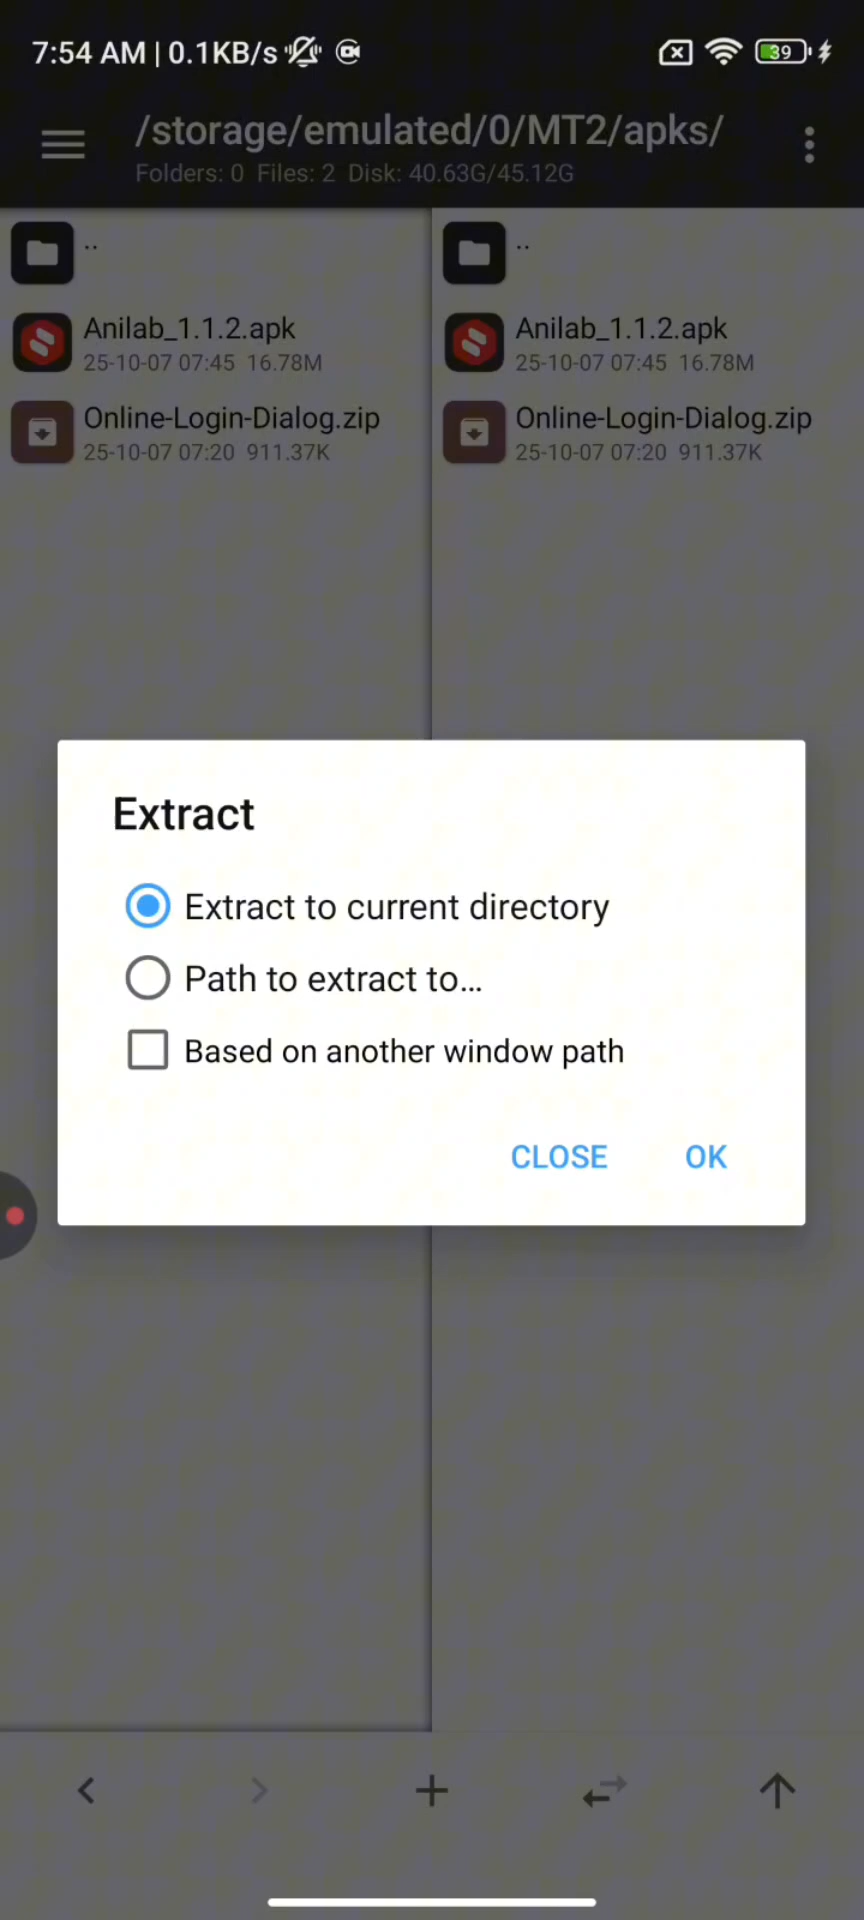 7:54 AM | 0.1KB/s
39
/storage/emulated/0/MT2/apks/
Folders: 0 Files: 2 Disk: 40.63G/45.12G
..
Anilab_1.1.2.apk
25-10-07 07:45 16.78M
Online-Login-Dialog.zip
25-10-07 07:20 911.37K
..
Anilab_1.1.2.apk
25-10-07 07:45 16.78M
Online-Login-Dialog.zip
25-10-07 07:20 911.37K
Extract
Extract to current directory
Path to extract to...
Based on another window path
CLOSE OK